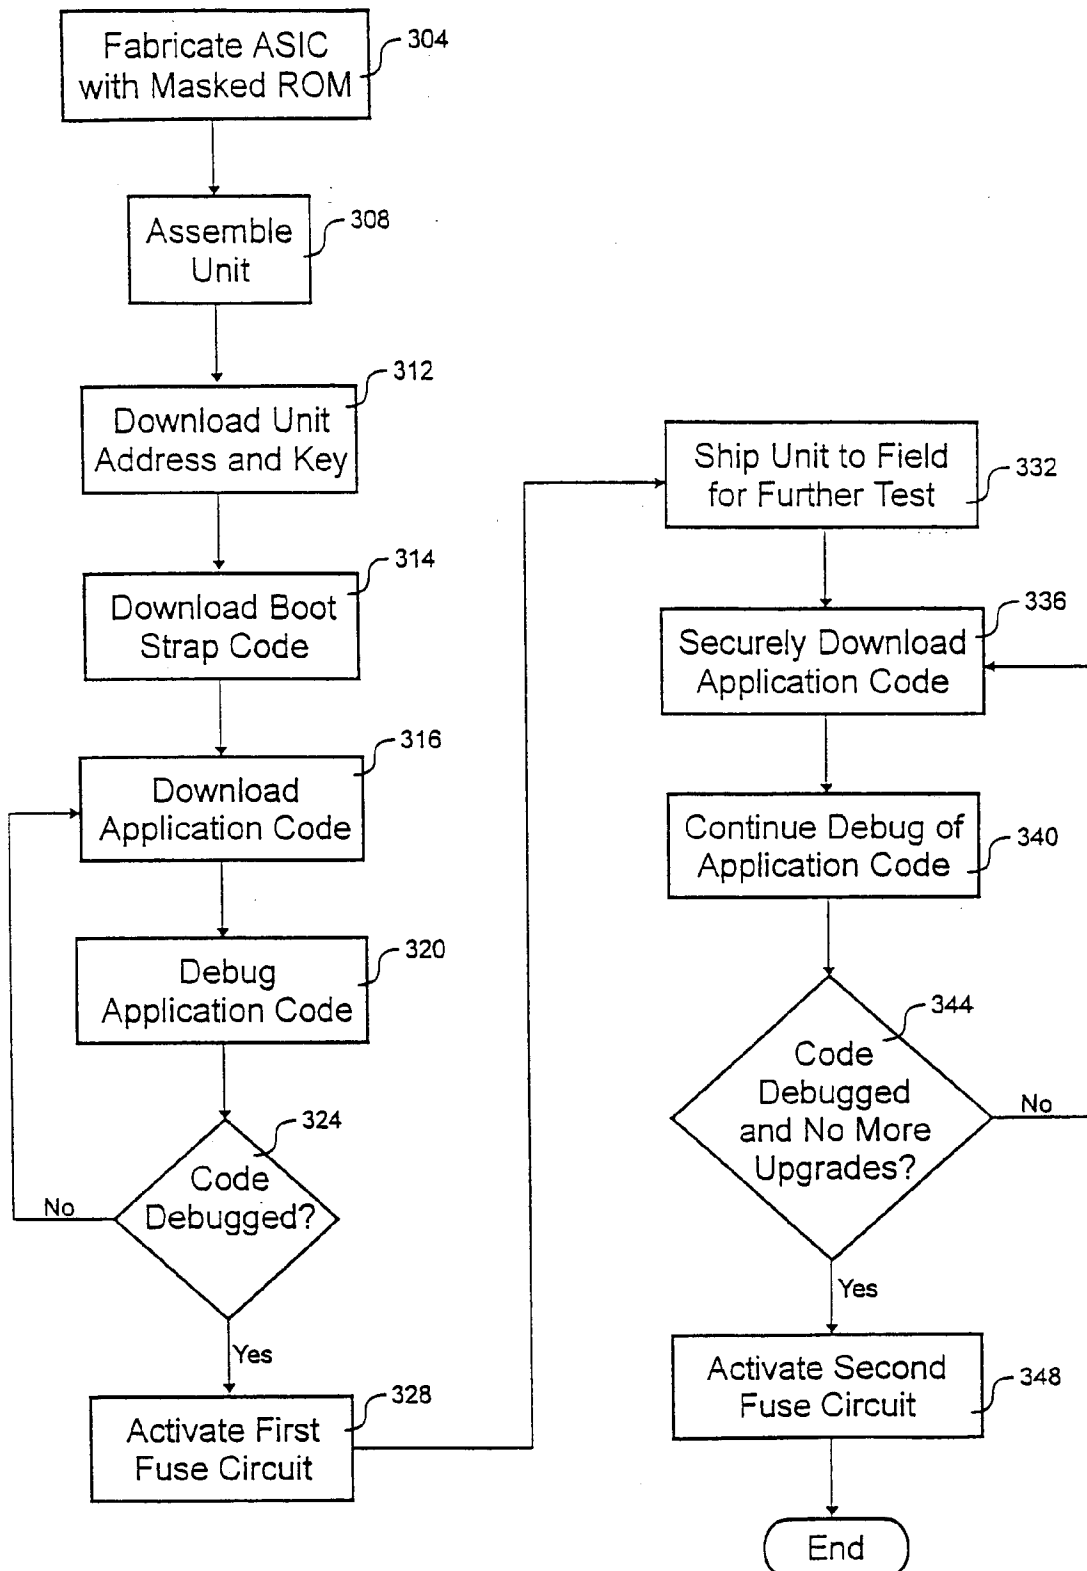 Fabricate ASIC
with Masked ROM
304
Assemble
Unit
308
Download Unit
Address and Key
312
Download Boot
Strap Code
314
Download
Application Code
316
Debug
Application Code
320
Code
Debugged?
324
No
Yes
Activate First
Fuse Circuit
328
Ship Unit to Field
for Further Test
332
Securely Download
Application Code
336
Continue Debug of
Application Code
340
Code
Debugged
and No More
Upgrades?
344
No
Yes
Activate Second
Fuse Circuit
348
End